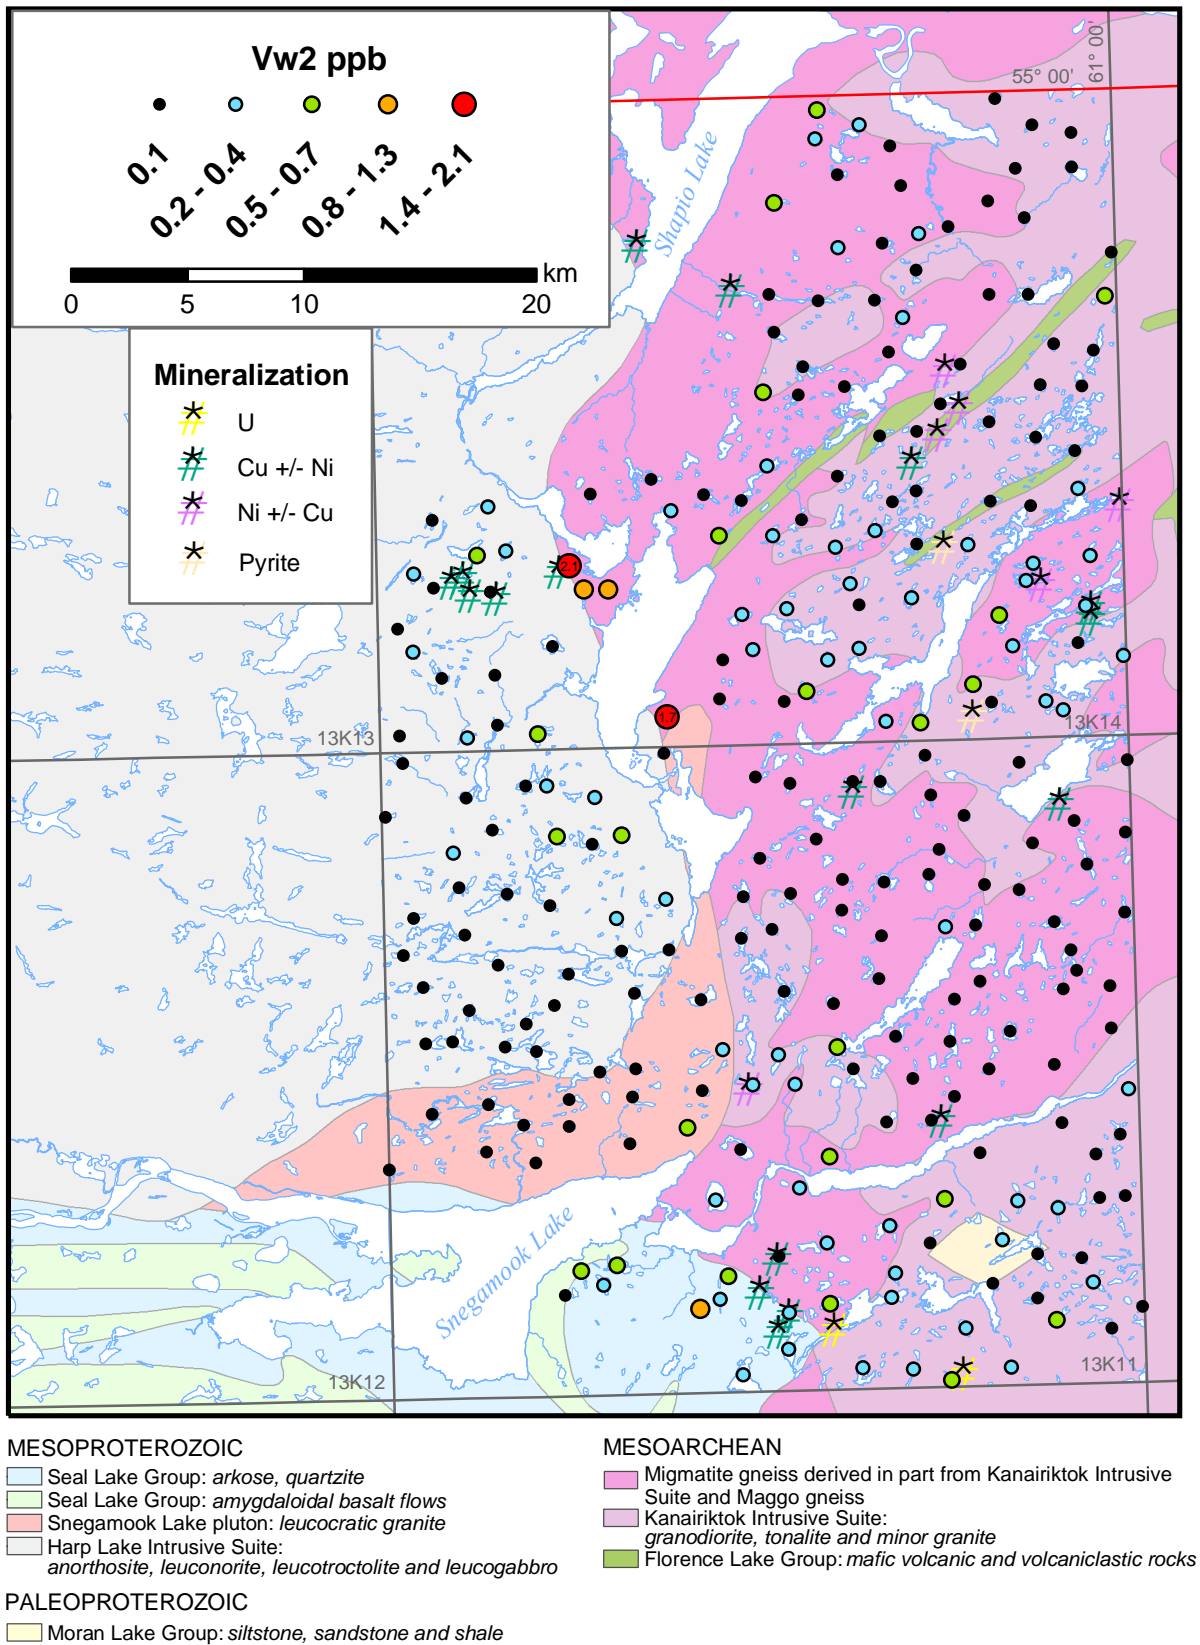 Vw2 ppb
0.1
0.2 - 0.4
0.5 - 0.7
0.8 - 1.3
1.4 - 2.1
km
0 5 10 20
Mineralization
U
Cu +/- Ni
Ni +/- Cu
Pyrite
55° 00'
61° 00'
Shapio Lake
2.1
1.7
13K13
13K14
Snegamook Lake
13K12
13K11
MESOPROTEROZOIC
Seal Lake Group: arkose, quartzite
Seal Lake Group: amygdaloidal basalt flows
Snegamook Lake pluton: leucocratic granite
Harp Lake Intrusive Suite:
anorthosite, leuconorite, leucotroctolite and leucogabbro
PALEOPROTEROZOIC
Moran Lake Group: siltstone, sandstone and shale
MESOARCHEAN
Migmatite gneiss derived in part from Kanairiktok Intrusive
Suite and Maggo gneiss
Kanairiktok Intrusive Suite:
granodiorite, tonalite and minor granite
Florence Lake Group: mafic volcanic and volcaniclastic rocks